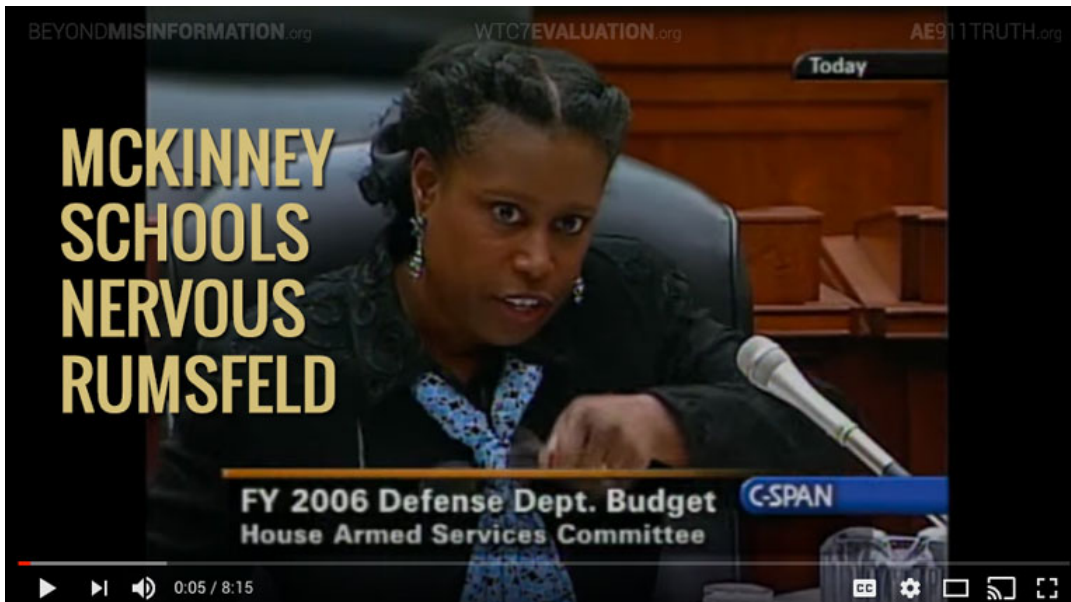 BEYONDMISINFORMATION.org
WTC7EVALUATION.org
AE911TRUTH.org
Today
MCKINNEY
SCHOOLS
NERVOUS
RUMSFELD
FY 2006 Defense Dept. Budget
C-SPAN
House Armed Services Committee
0:05 / 8:15
CC